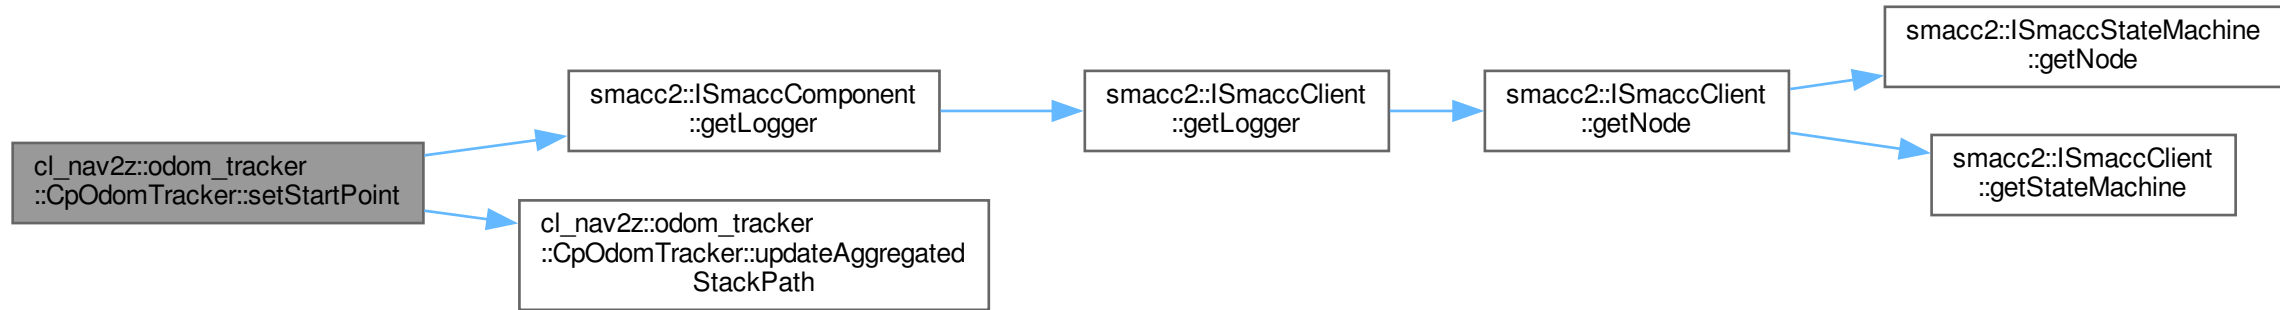 cl_nav2z::odom_tracker
::CpOdomTracker::setStartPoint
smacc2::ISmaccComponent
::getLogger
smacc2::ISmaccClient
::getLogger
smacc2::ISmaccClient
::getNode
smacc2::ISmaccStateMachine
::getNode
smacc2::ISmaccClient
::getStateMachine
cl_nav2z::odom_tracker
::CpOdomTracker::updateAggregated
StackPath